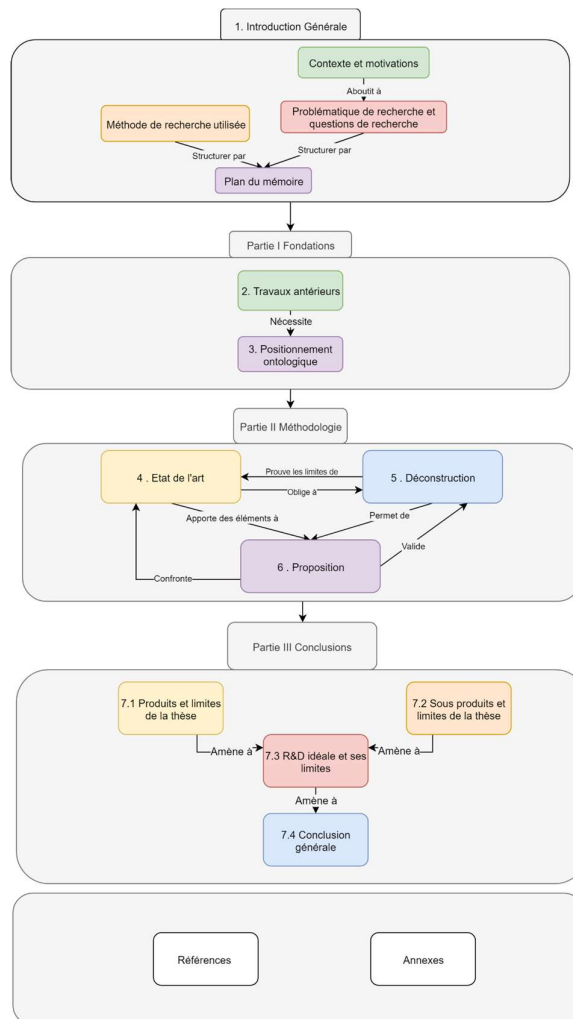 1. Introduction Générale
Contexte et motivations
Aboutit à
Méthode de recherche utilisée
Problématique de recherche et
questions de recherche
Structurer par
Structurer par
Plan du mémoire
Partie I Fondations
2. Travaux antérieurs
Nécessite
3. Positionnement
ontologique
Partie II Méthodologie
4 . Etat de l'art
Prouve les limites de
Oblige à
5 . Déconstruction
Apporte des éléments à
Permet de
6 . Proposition
Confronte
Valide
Partie III Conclusions
7.1 Produits et limites
de la thèse
7.2 Sous produits et
limites de la thèse
Amène à
7.3 R&D idéale et ses
limites
Amène à
Amène à
7.4 Conclusion
générale
Références
Annexes